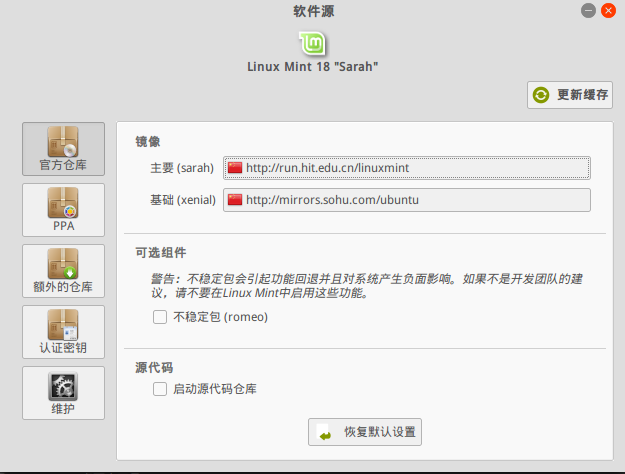 软件源
Linux Mint 18 "Sarah"
更新缓存
官方仓库
PPA
额外的仓库
认证密钥
维护
镜像
主要 (sarah) http://run.hit.edu.cn/linuxmint
基础 (xenial) http://mirrors.sohu.com/ubuntu
可选组件
警告：不稳定包会引起功能回退并且对系统产生负面影响。如果不是开发团队的建
议，请不要在Linux Mint中启用这些功能。
不稳定包 (romeo)
源代码
启动源代码仓库
恢复默认设置